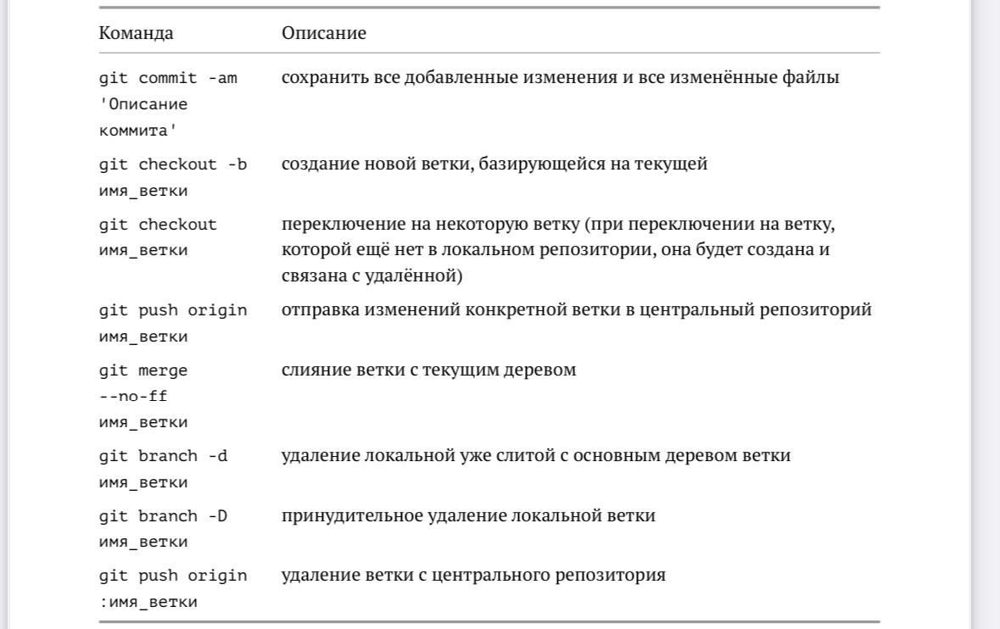 Команда Описание
git commit -am сохранить все добавленные изменения и все изменённые файлы
'Описание
коммита'
git checkout -b создание новой ветки, базирующейся на текущей
имя_ветки
git checkout переключение на некоторую ветку (при переключении на ветку,
имя_ветки которой ещё нет в локальном репозитории, она будет создана и
связана с удалённой)
git push origin отправка изменений конкретной ветки в центральный репозиторий
имя_ветки
git merge слияние ветки с текущим деревом
--no-ff
имя_ветки
git branch -d удаление локальной уже слитой с основным деревом ветки
имя_ветки
git branch -D принудительное удаление локальной ветки
имя_ветки
git push origin удаление ветки с центрального репозитория
:имя_ветки